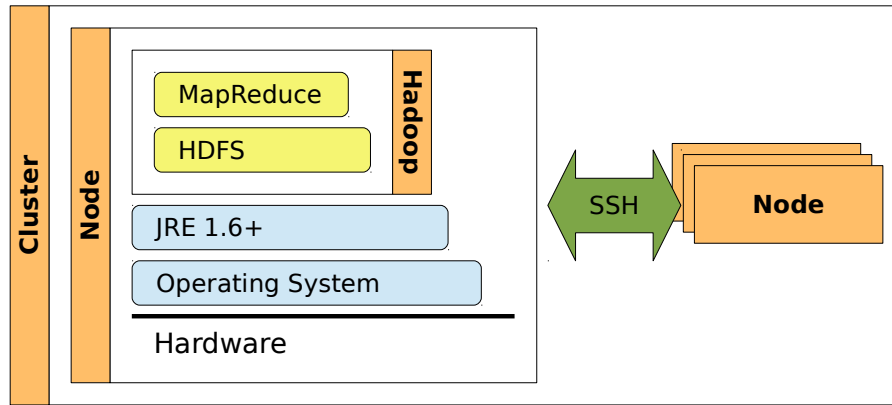 Cluster
Node
Hadoop
MapReduce
HDFS
JRE 1.6+
Operating System
Hardware
SSH
Node